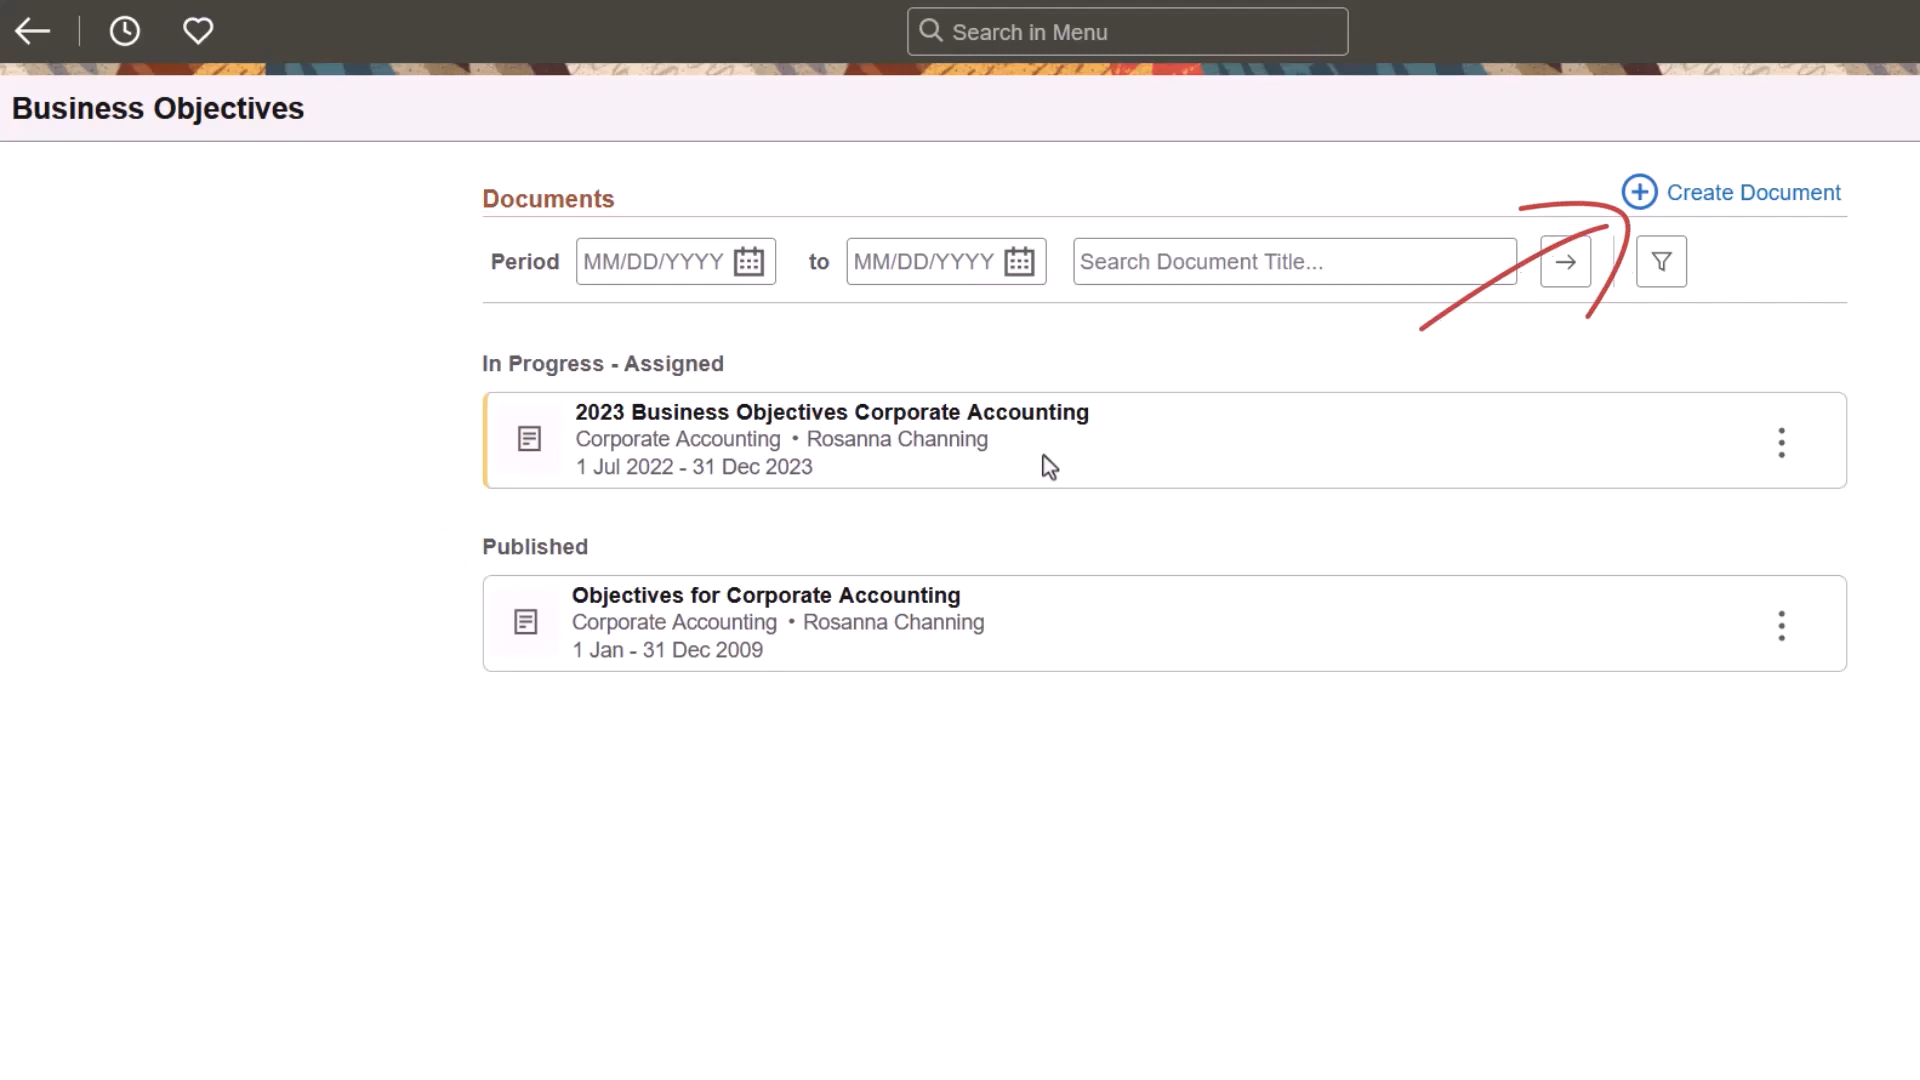 Search in Menu
Business Objectives
Documents
Create Document
Period MM/DD/YYYY to MM/DD/YYYY Search Document Title...
In Progress - Assigned
2023 Business Objectives Corporate Accounting
Corporate Accounting • Rosanna Channing
1 Jul 2022 - 31 Dec 2023
Published
Objectives for Corporate Accounting
Corporate Accounting • Rosanna Channing
1 Jan - 31 Dec 2009